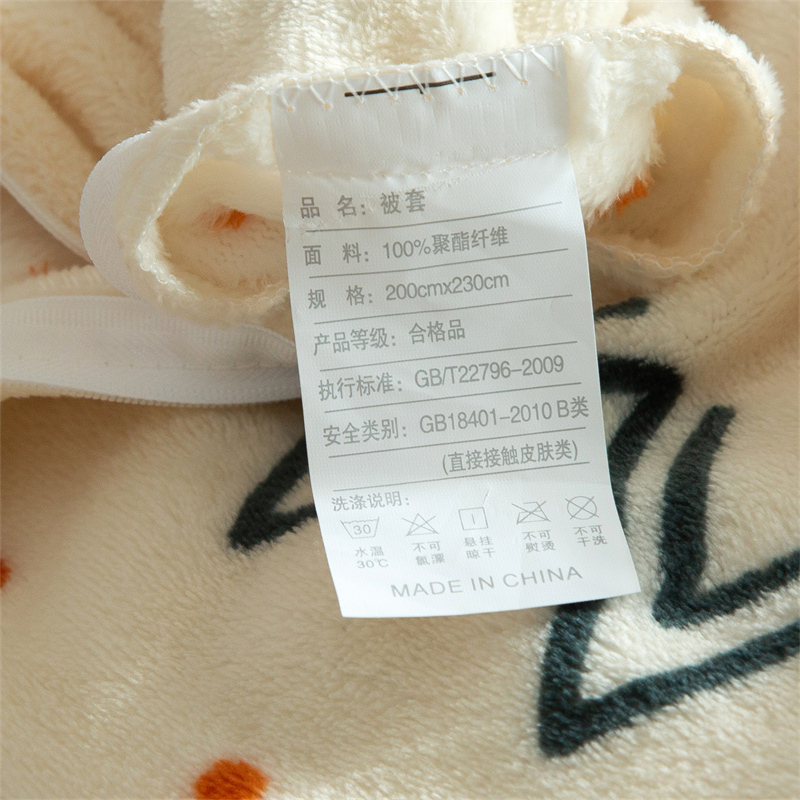 品 名：被套
面 料：100%聚酯纤维
规 格：200cmx230cm
产品等级：合格品
执行标准：GB/T22796-2009
安全类别：GB18401-2010 B类
(直接接触皮肤类)
洗涤说明：
30
水温 不可 悬挂 不可 不可
30℃ 氯漂 晾干 熨烫 干洗
MADE IN CHINA